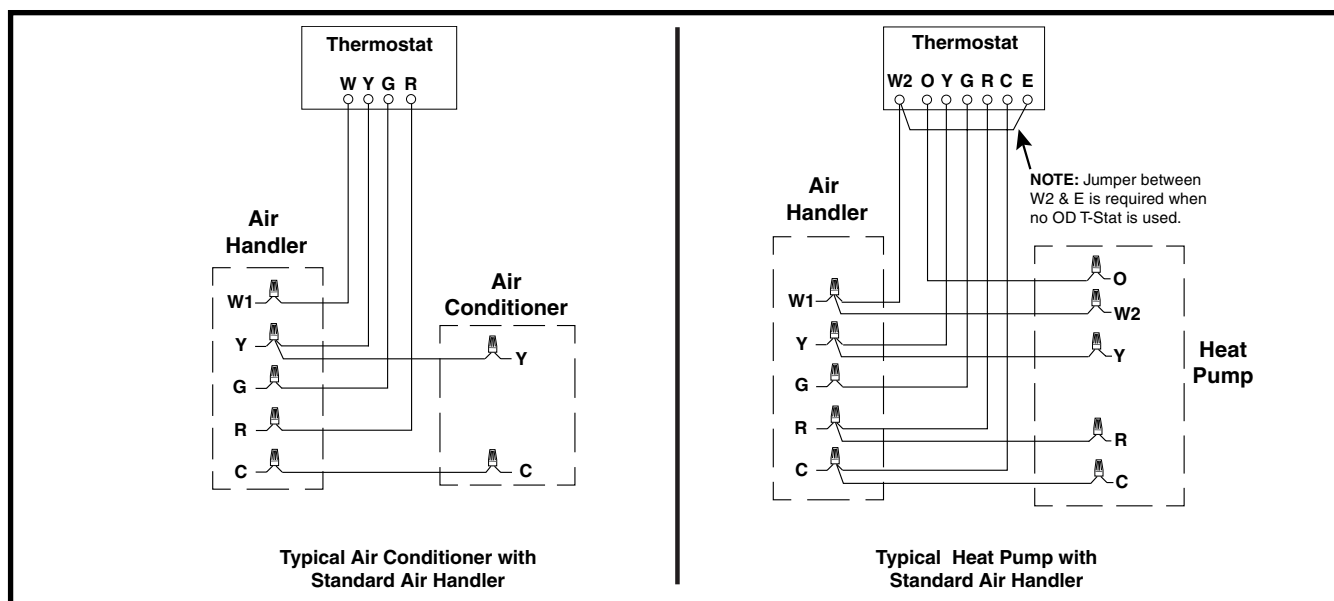 Thermostat
W Y G R
Air
Handler
W1
Y
G
R
C
Air
Conditioner
Y
C
Typical Air Conditioner with
Standard Air Handler
Thermostat
W2 O Y G R C E
NOTE: Jumper between
W2 & E is required when
no OD T-Stat is used.
Air
Handler
W1
Y
G
R
C
O
W2
Y
R
C
Heat
Pump
Typical Heat Pump with
Standard Air Handler